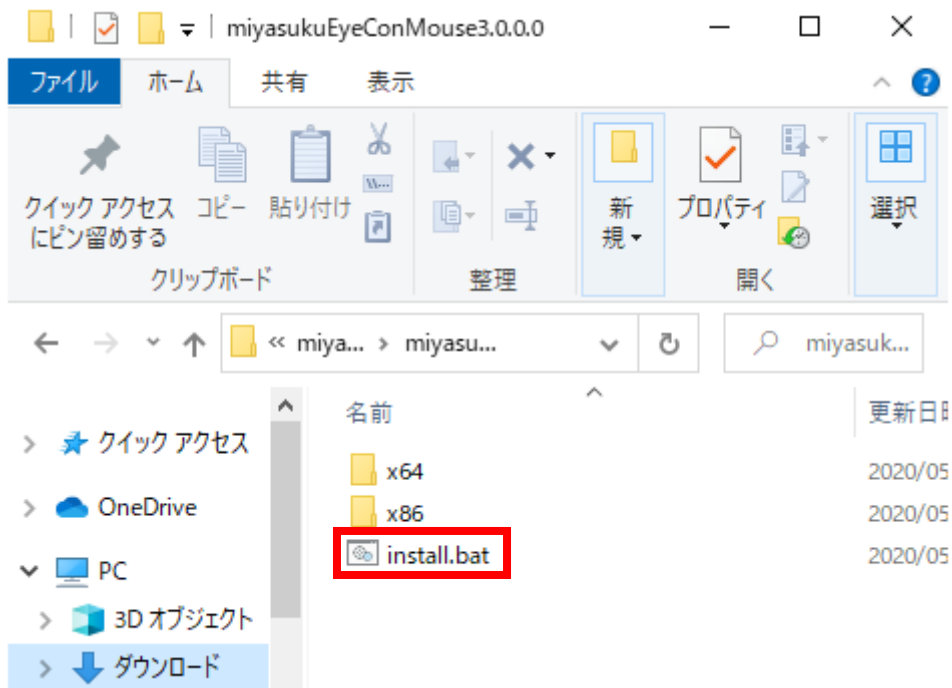 miyasukuEyeConMouse3.0.0.0
ファイル ホーム 共有 表示
クイック アクセス
にピン留めする
コピー
貼り付け
新
規
プロパティ
選択
クリップボード
整理
開く
« miya... › miyasu...
miyasuk...
名前
更新日時
クイック アクセス
OneDrive
PC
3D オブジェクト
ダウンロード
x64
2020/05
x86
2020/05
install.bat
2020/05